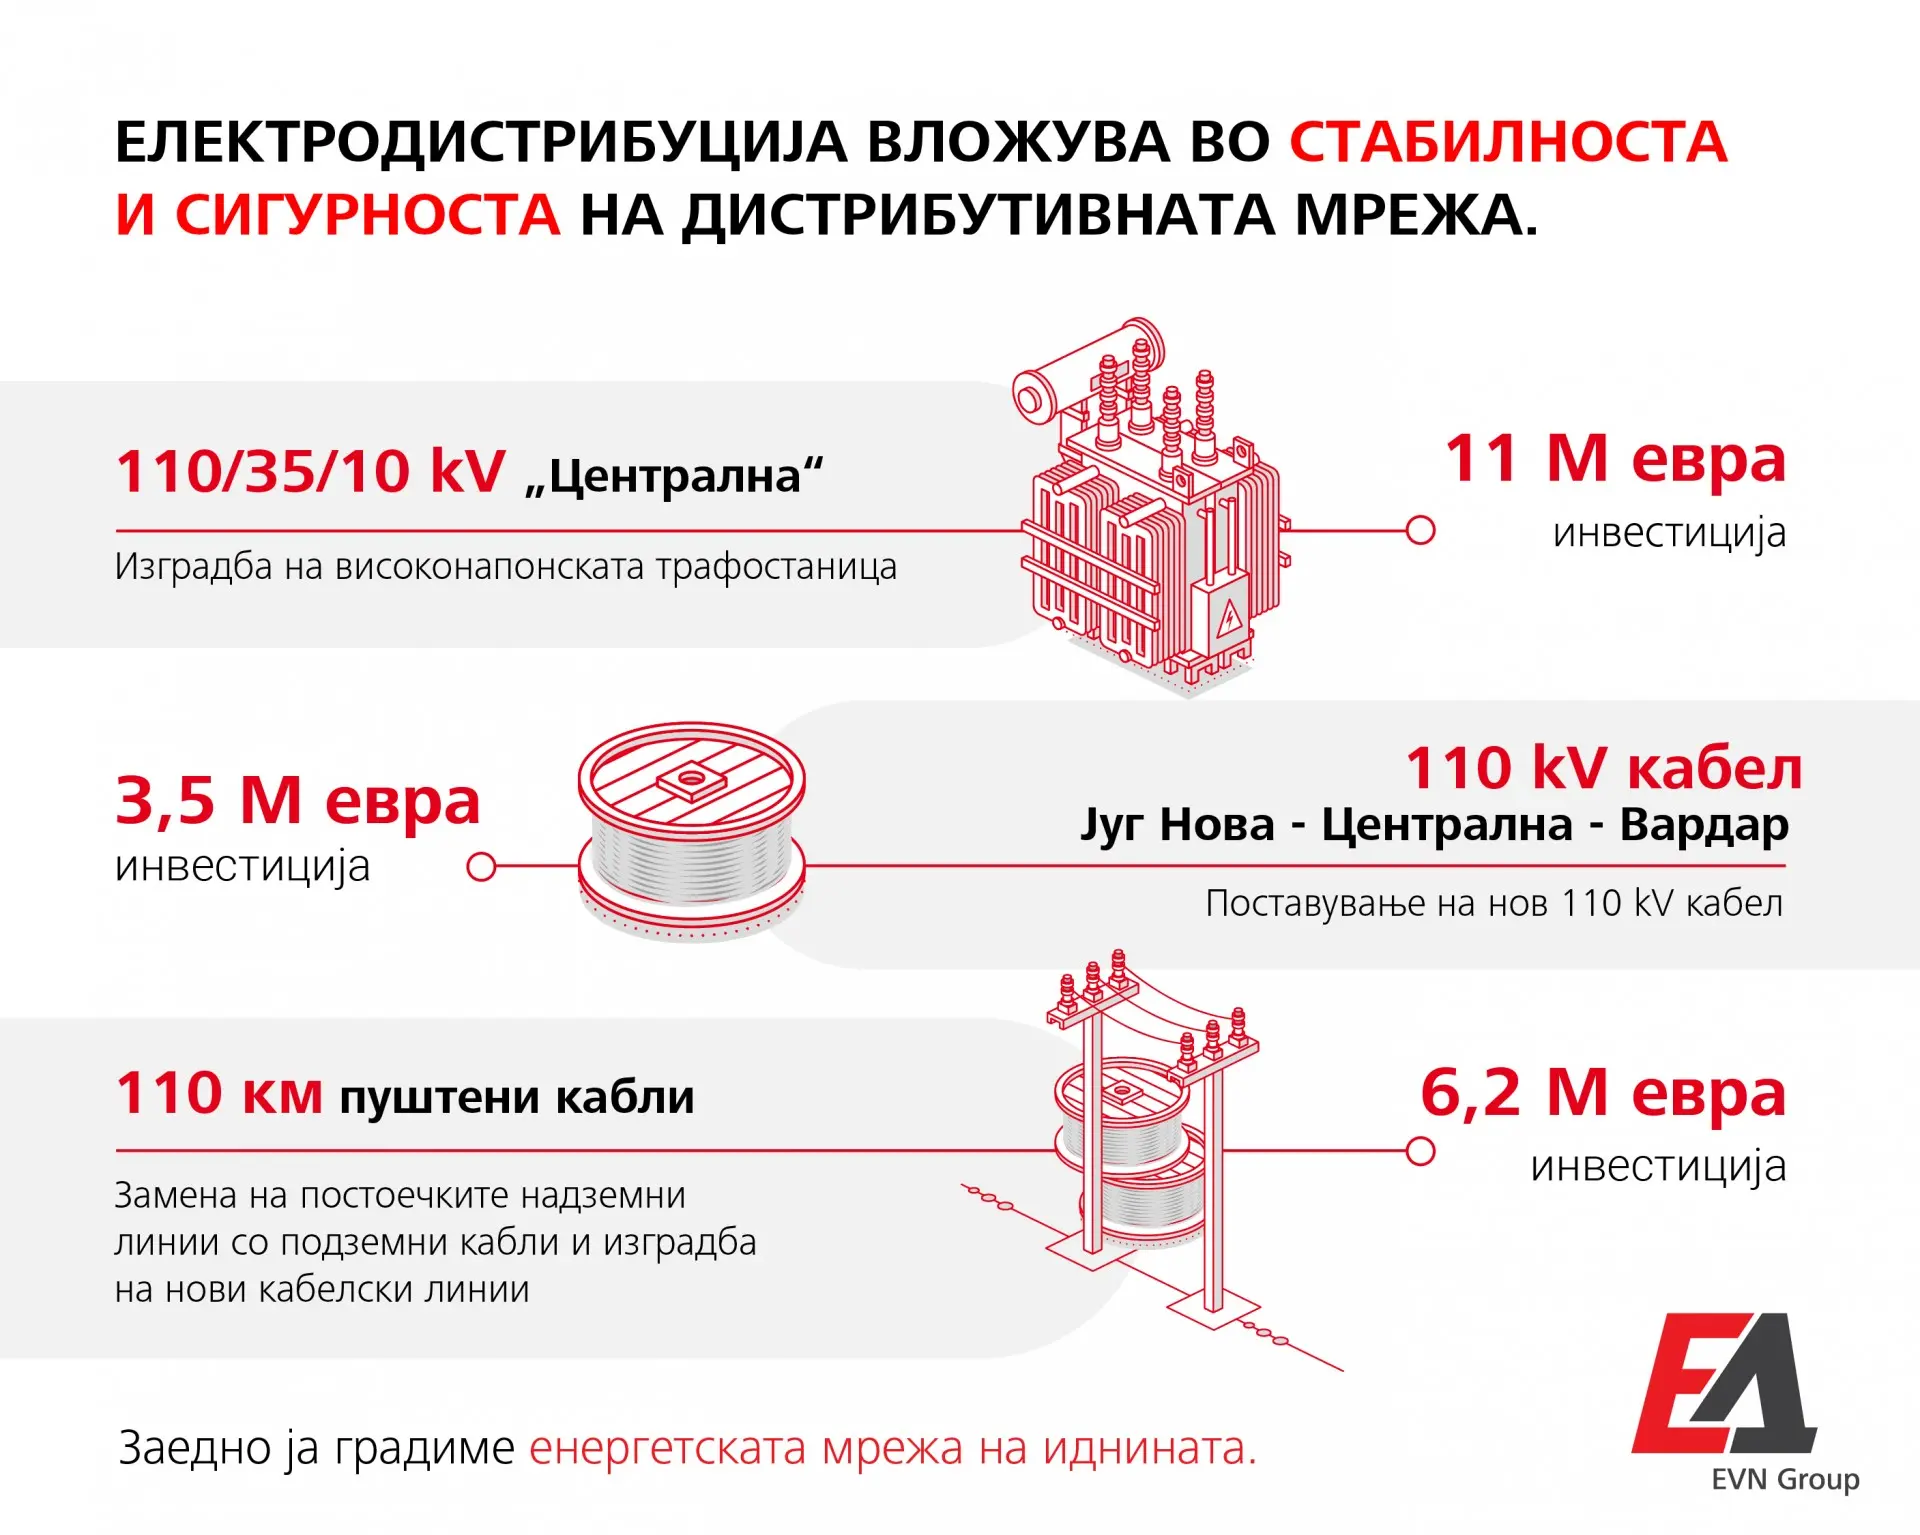 ЕЛЕКТРОДИСТРИБУЦИЈА ВЛОЖУВА ВО СТАБИЛНОСТА
И СИГУРНОСТА НА ДИСТРИБУТИВНАТА МРЕЖА.
110/35/10 kV „Централна“
Изградба на високонапонската трафостаница
11 М евра
инвестиција
3,5 М евра
инвестиција
110 kV кабел
Југ Нова - Централна - Вардар
Поставување на нов 110 kV кабел
110 км пуштени кабли
Замена на постоечките надземни
линии со подземни кабли и изградба
на нови кабелски линии
6,2 М евра
инвестиција
Заедно ја градиме енергетската мрежа на иднината.
ЕД
EVN Group